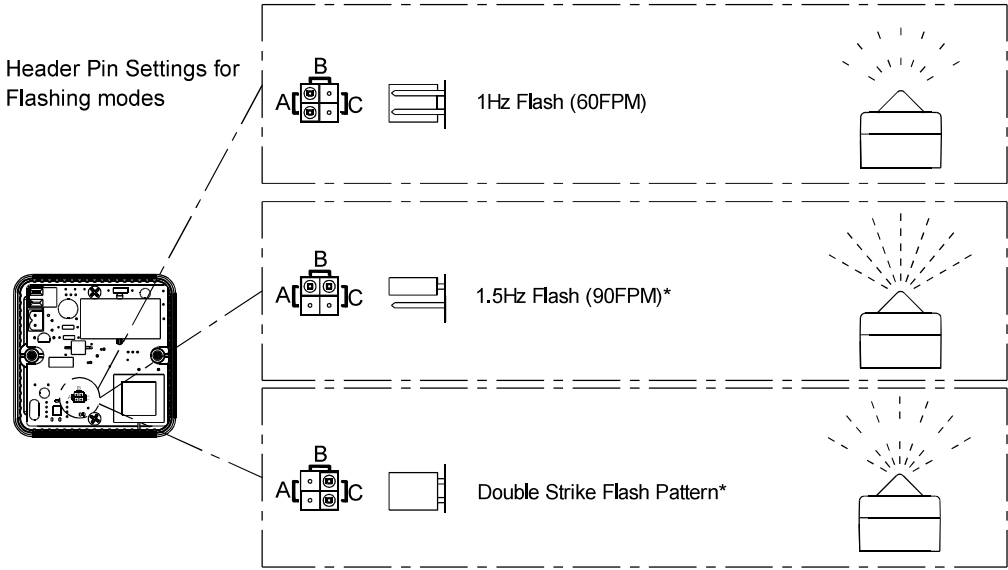 Header Pin Settings for
Flashing modes
B
A C 1Hz Flash (60FPM)
B
A C 1.5Hz Flash (90FPM)*
B
A C Double Strike Flash Pattern*